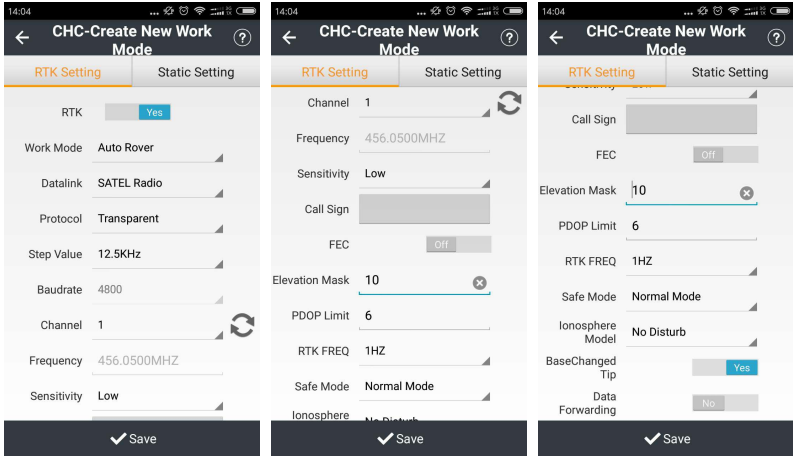 14:04
CHC-Create New Work
Mode
RTK Setting Static Setting
RTK Yes
Work Mode Auto Rover
Datalink SATEL Radio
Protocol Transparent
Step Value 12.5KHz
Baudrate 4800
Channel 1
Frequency 456.0500MHZ
Sensitivity Low
Save
14:04
CHC-Create New Work
Mode
RTK Setting Static Setting
Channel 1
Frequency 456.0500MHZ
Sensitivity Low
Call Sign
FEC Off
Elevation Mask 10
PDOP Limit 6
RTK FREQ 1HZ
Safe Mode Normal Mode
Ionosphere No Disturb
Save
14:04
CHC-Create New Work
Mode
RTK Setting Static Setting
Call Sign
FEC Off
Elevation Mask 10
PDOP Limit 6
RTK FREQ 1HZ
Safe Mode Normal Mode
Ionosphere
Model No Disturb
BaseChanged
Tip Yes
Data
Forwarding No
Save